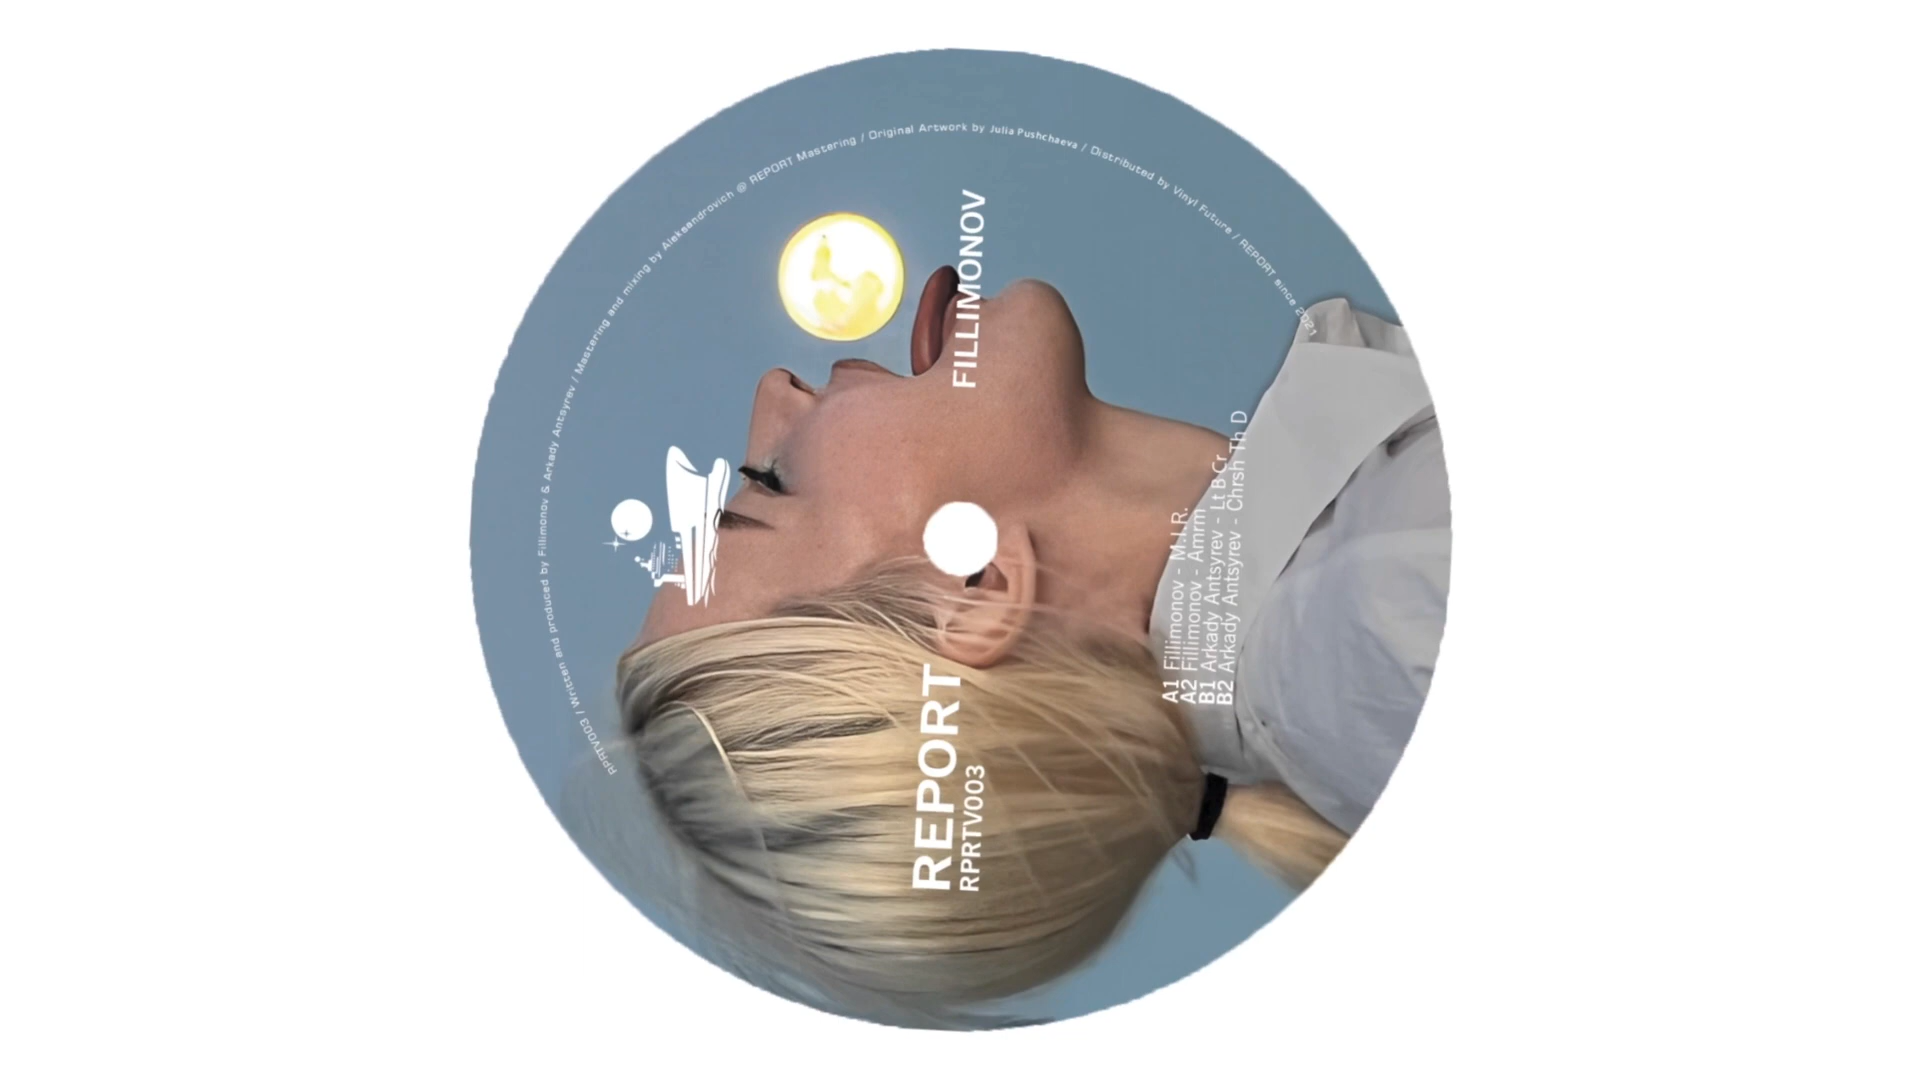 RPRTV003 / Written and produced by Fillimonov & Arkady Antsyrev / Mastering and mixing by Aleksandrovich @ REPORT Mastering / Original Artwork by Julia Pushchaeva / Distributed by Vinyl Future / REPORT since 2021
REPORT
RPRTV003
FILLIMONOV
A1 Fillimonov - M.I.R.
A2 Fillimonov - Amrm
B1 Arkady Antsyrev - Lt B Cr
B2 Arkady Antsyrev - Chrsh Th D